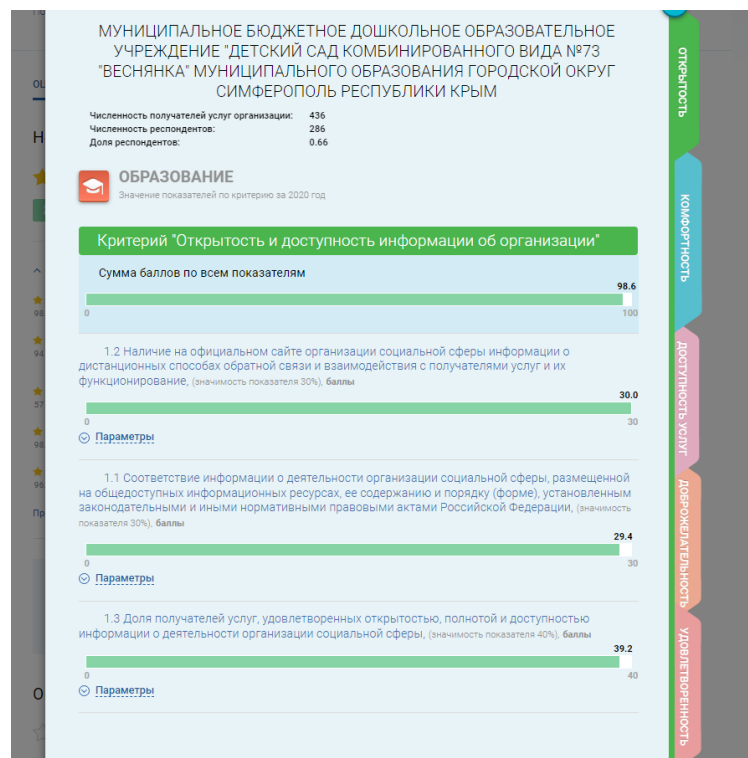 МУНИЦИПАЛЬНОЕ БЮДЖЕТНОЕ ДОШКОЛЬНОЕ ОБРАЗОВАТЕЛЬНОЕ
УЧРЕЖДЕНИЕ "ДЕТСКИЙ САД КОМБИНИРОВАННОГО ВИДА №73
"ВЕСНЯНКА" МУНИЦИПАЛЬНОГО ОБРАЗОВАНИЯ ГОРОДСКОЙ ОКРУГ
СИМФЕРОПОЛЬ РЕСПУБЛИКИ КРЫМ
Численность получателей услуг организации: 436
Численность респондентов: 286
Доля респондентов: 0.66
ОБРАЗОВАНИЕ
Значение показателей по критерию за 2020 год
Критерий "Открытость и доступность информации об организации"
Сумма баллов по всем показателям
98.6
0 100
1.2 Наличие на официальном сайте организации социальной сферы информации о
дистанционных способах обратной связи и взаимодействия с получателями услуг и их
функционирование, (значимость показателя 30%), баллы
30.0
0 30
Параметры
1.1 Соответствие информации о деятельности организации социальной сферы, размещенной
на общедоступных информационных ресурсах, ее содержанию и порядку (форме), установленным
законодательными и иными нормативными правовыми актами Российской Федерации, (значимость
показателя 30%), баллы
29.4
0 30
Параметры
1.3 Доля получателей услуг, удовлетворенных открытостью, полнотой и доступностью
информации о деятельности организации социальной сферы, (значимость показателя 40%), баллы
39.2
0 40
Параметры
ОТКРЫТОСТЬ
КОМФОРТНОСТЬ
ДОСТУПНОСТЬ УСЛУГ
ДОБРОЖЕЛАТЕЛЬНОСТЬ
УДОВЛЕТВОРЕННОСТЬ